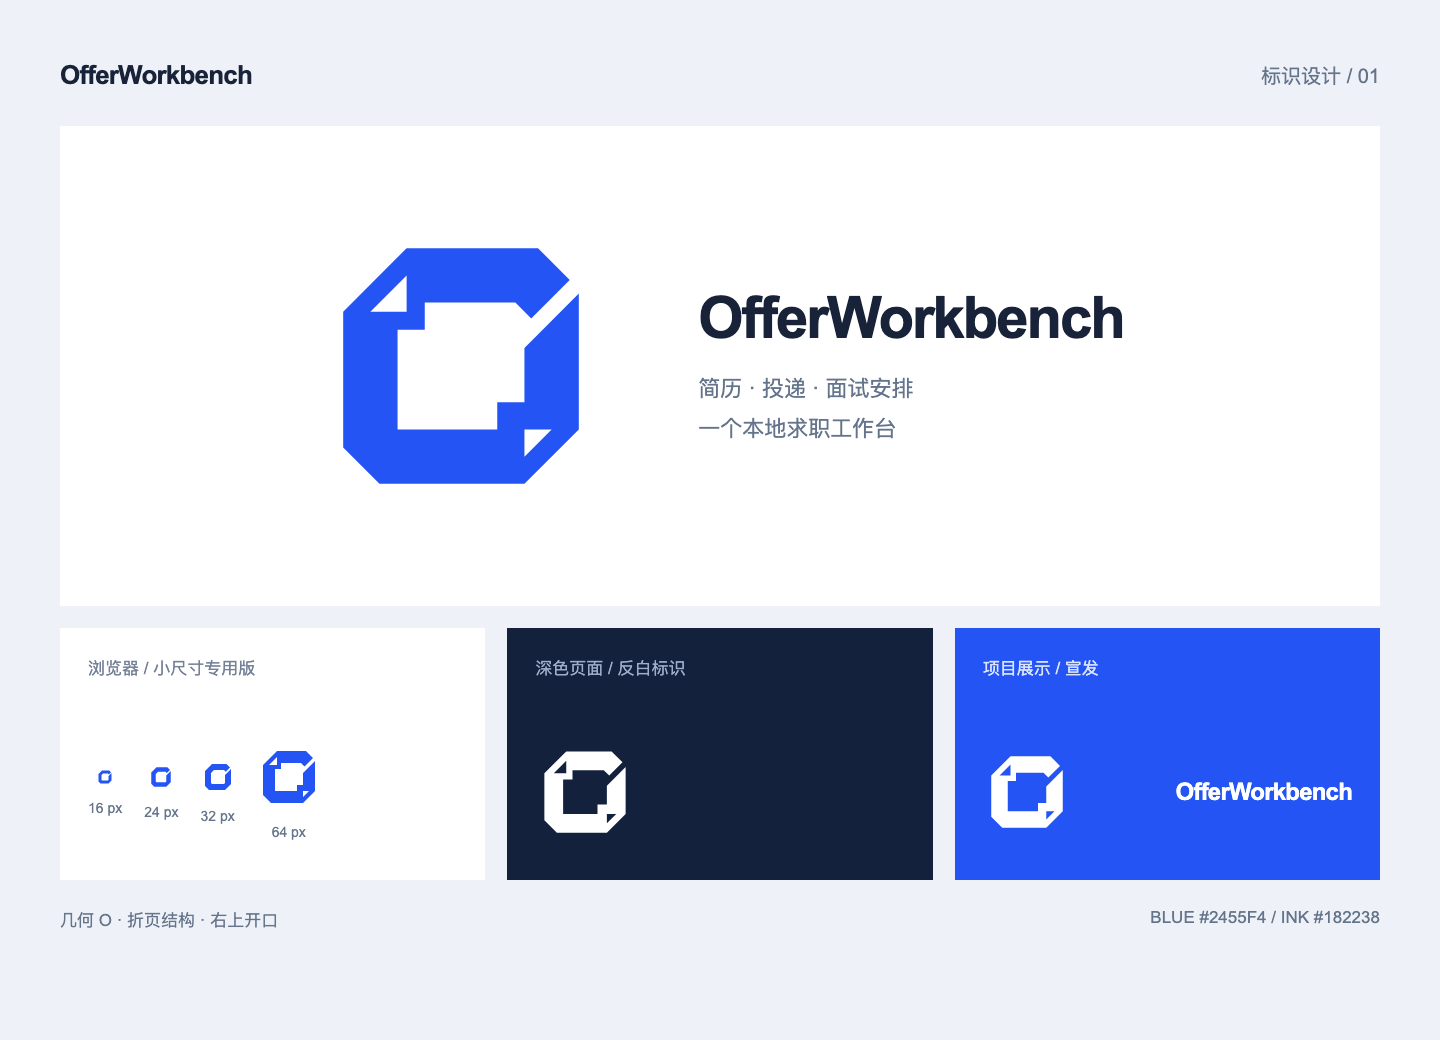 OfferWorkbench
标识设计 / 01
OfferWorkbench
简历 · 投递 · 面试安排
一个本地求职工作台
浏览器 / 小尺寸专用版
16 px
24 px
32 px
64 px
深色页面 / 反白标识
项目展示 / 宣发
OfferWorkbench
几何 O · 折页结构 · 右上开口
BLUE #2455F4 / INK #182238